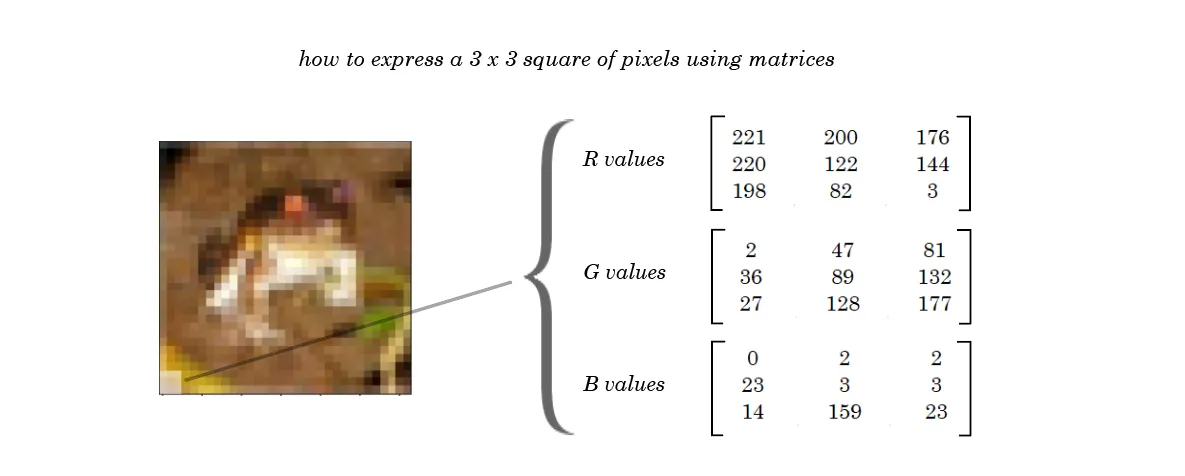 how to express a 3 x 3 square of pixels using matrices
R values
221 200 176
220 122 144
198 82 3
G values
2 47 81
36 89 132
27 128 177
B values
0 2 2
23 3 3
14 159 23